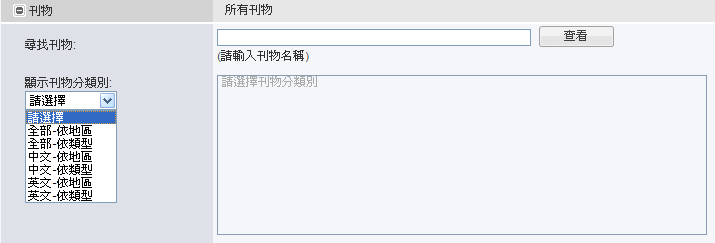 刊物
所有刊物
尋找刊物:
查看
(請輸入刊物名稱)
顯示刊物分類別:
請選擇
請選擇
全部-依地區
全部-依類型
中文-依地區
中文-依類型
英文-依地區
英文-依類型
請選擇刊物分類別